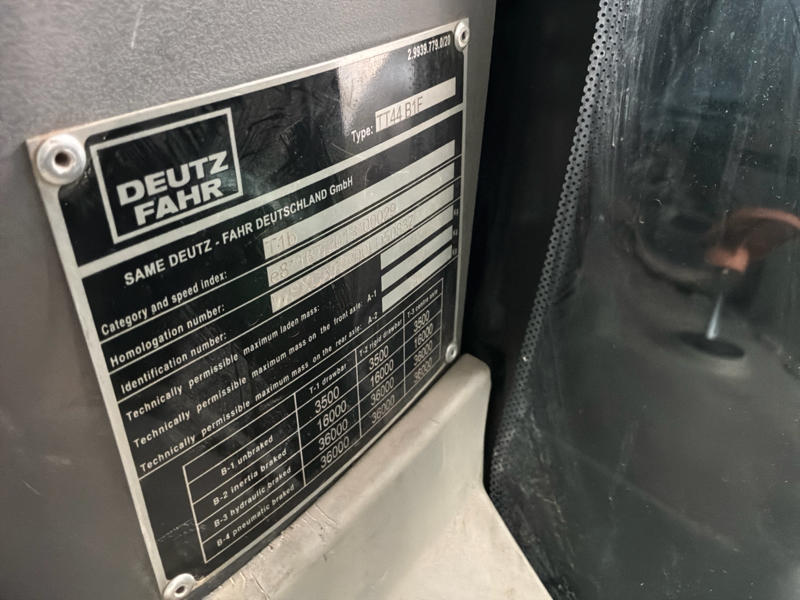 2.9939.779.0/20
DEUTZ
FAHR
Type: TT44 B1F
SAME DEUTZ - FAHR DEUTSCHLAND GmbH
Category and speed index: T1b
Homologation number:
Identification number:
Technically permissible maximum laden mass: kg
Technically permissible maximum mass on the front axle: A-1 kg
Technically permissible maximum mass on the rear axle: A-2 kg
T-1 drawbar T-2 rigid drawbar T-3 centre axle
B-1 unbraked 3500 3500 3500
B-2 inertia braked 16000 16000 16000
B-3 hydraulic braked 36000 36000 36000
B-4 pneumatic braked 36000 36000 36000